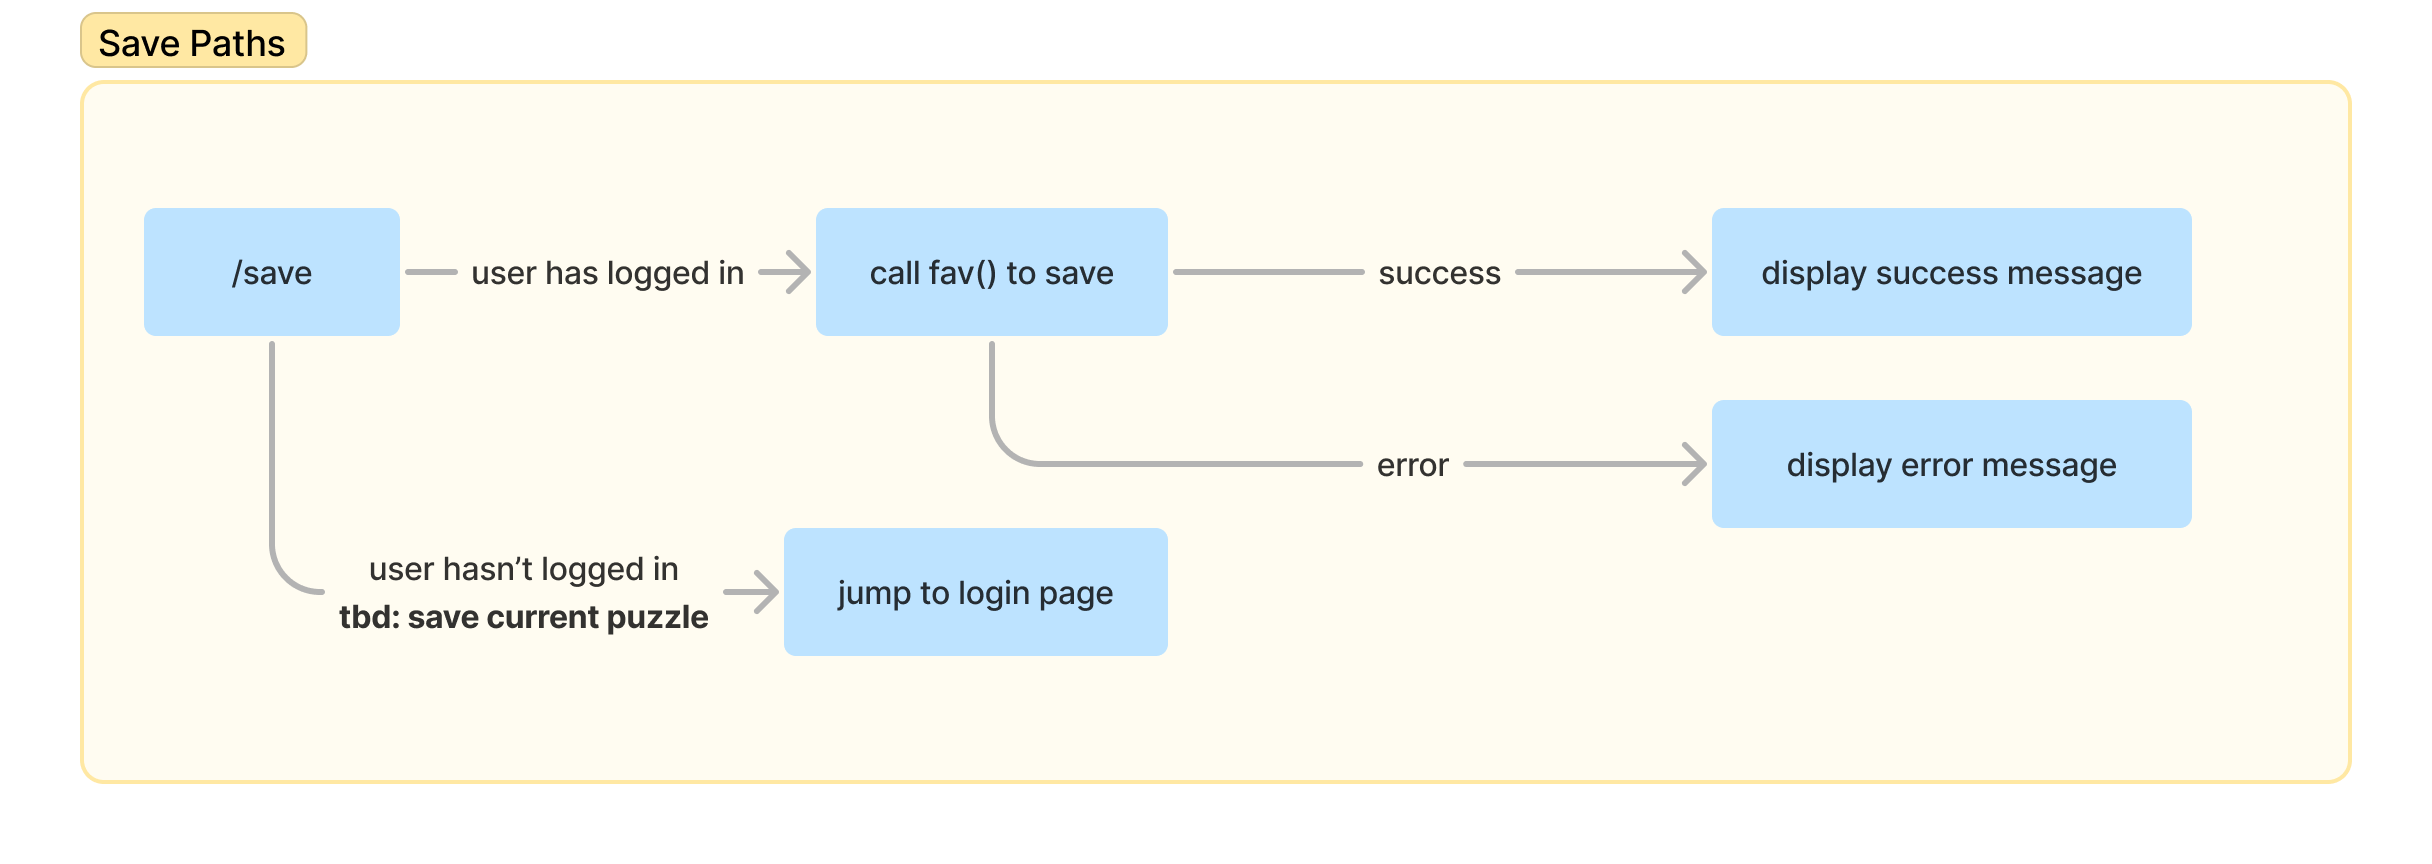 Save Paths
/save
user has logged in
call fav() to save
success
display success message
error
display error message
user hasn’t logged in
tbd: save current puzzle
jump to login page